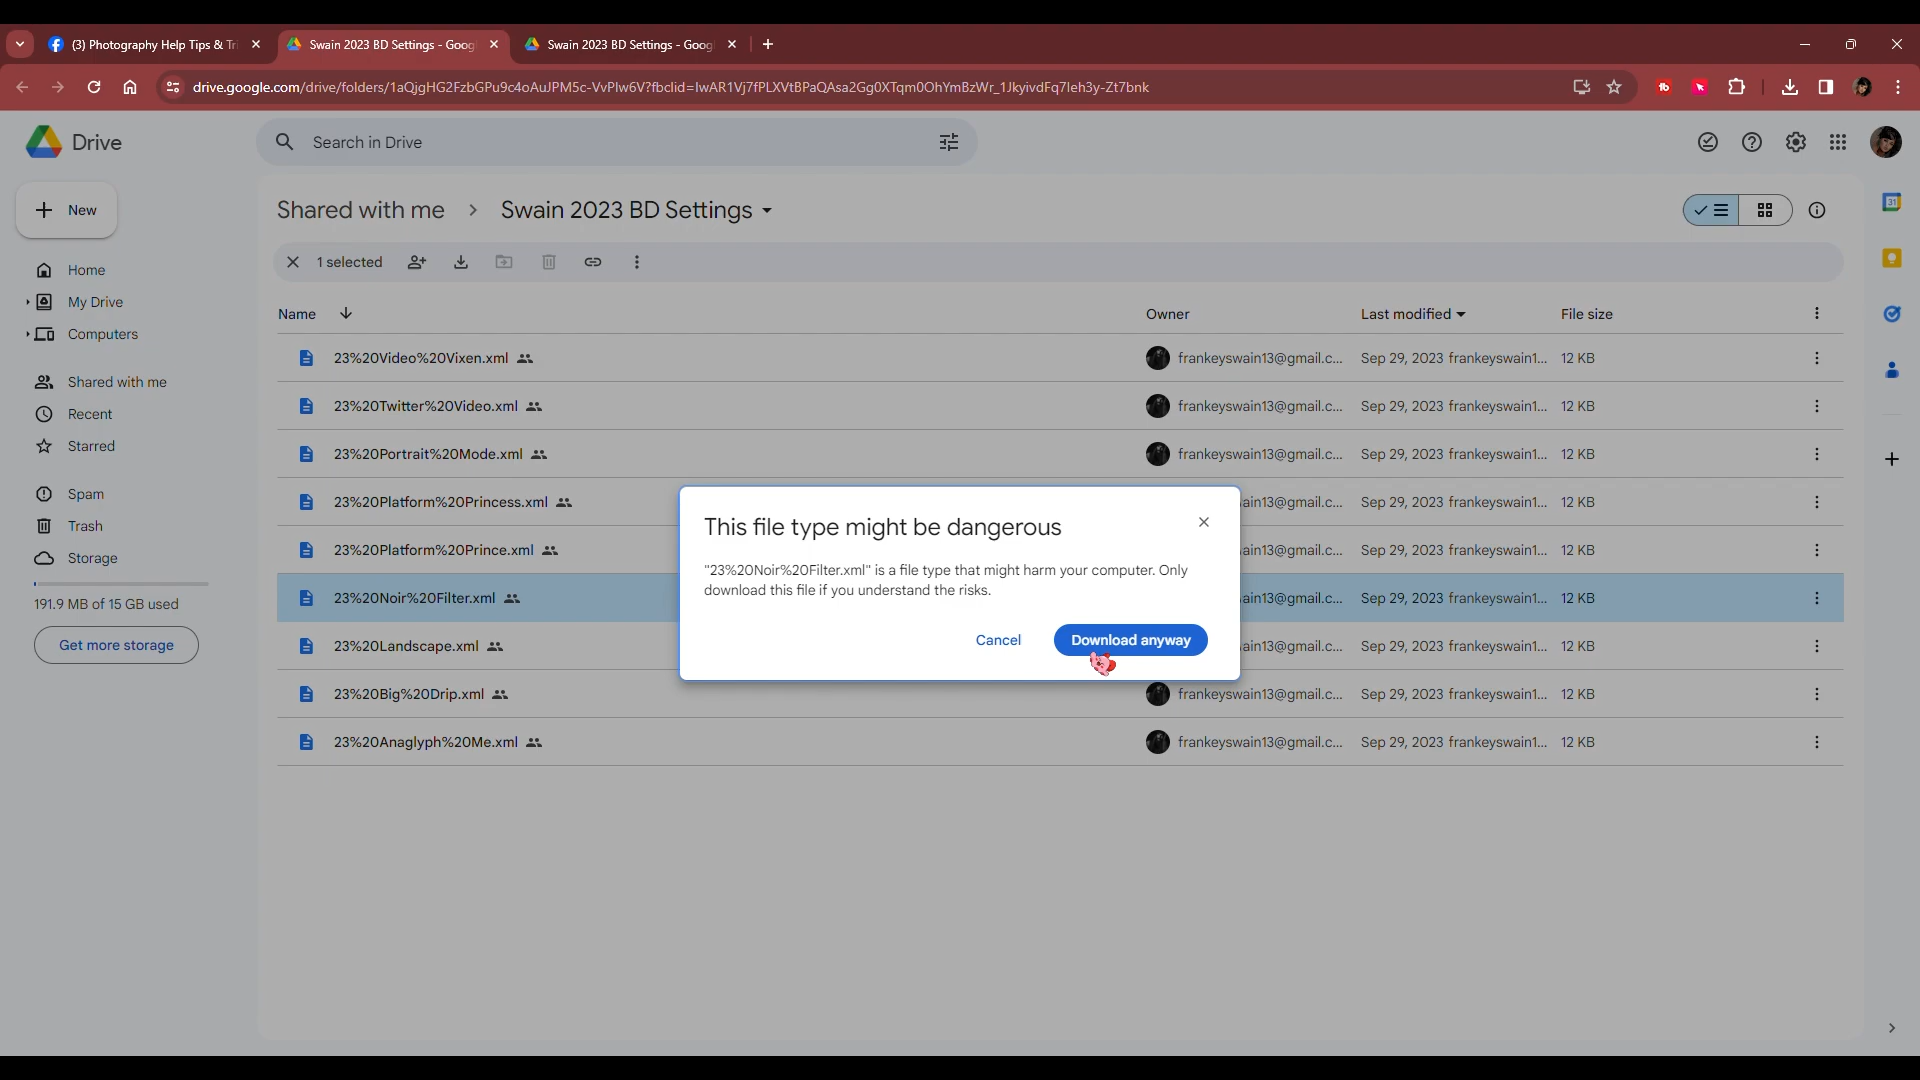 (3) Photography Help Tips & Tri
Swain 2023 BD Settings - Goog
Swain 2023 BD Settings - Goog
drive.google.com/drive/folders/1aQjgHG2FzbGPu9c4oAuJPM5c-VvPlw6V?fbclid=IwAR1Vj7fPLXVtBPaQAsa2Gg0XTqm0OhYmBzWr_1JkyivdFq7leh3y-Zt7bnk
Drive
Search in Drive
New
Home
My Drive
Computers
Shared with me
Recent
Starred
Spam
Trash
Storage
191.9 MB of 15 GB used
Get more storage
Shared with me
Swain 2023 BD Settings
1 selected
Name Owner Last modified File size
23%20Video%20Vixen.xml frankeyswain13@gmail.c... Sep 29, 2023 frankeyswain1... 12 KB
23%20Twitter%20Video.xml frankeyswain13@gmail.c... Sep 29, 2023 frankeyswain1... 12 KB
23%20Portrait%20Mode.xml frankeyswain13@gmail.c... Sep 29, 2023 frankeyswain1... 12 KB
23%20Platform%20Princess.xml ain13@gmail.c... Sep 29, 2023 frankeyswain1... 12 KB
23%20Platform%20Prince.xml ain13@gmail.c... Sep 29, 2023 frankeyswain1... 12 KB
23%20Noir%20Filter.xml ain13@gmail.c... Sep 29, 2023 frankeyswain1... 12 KB
23%20Landscape.xml ain13@gmail.c... Sep 29, 2023 frankeyswain1... 12 KB
23%20Big%20Drip.xml frankeyswain13@gmail.c... Sep 29, 2023 frankeyswain1... 12 KB
23%20Anaglyph%20Me.xml frankeyswain13@gmail.c... Sep 29, 2023 frankeyswain1... 12 KB
This file type might be dangerous
"23%20Noir%20Filter.xml" is a file type that might harm your computer. Only
download this file if you understand the risks.
Cancel
Download anyway
31